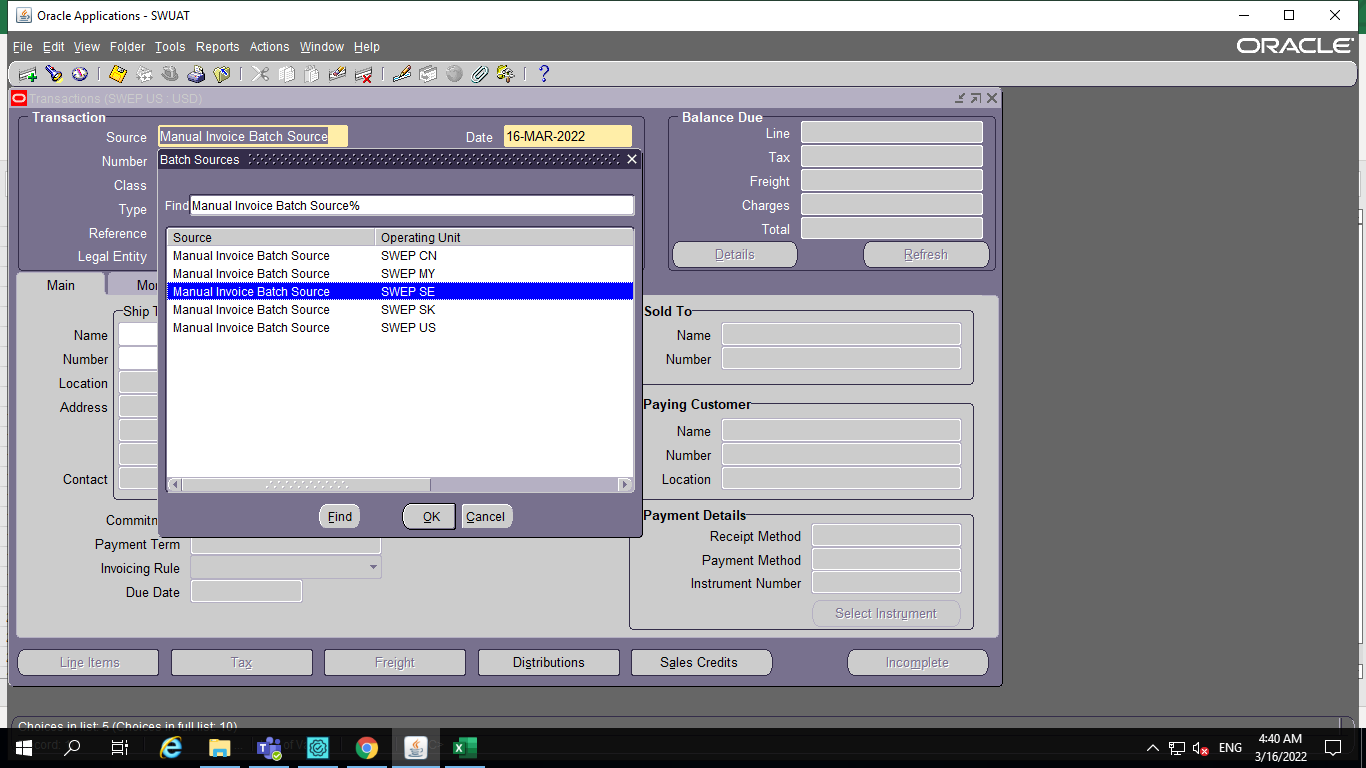 Oracle Applications - SWUAT
File Edit View Folder Tools Reports Actions Window Help
ORACLE
Transactions (SWEP US : USD)
Transaction
Source Manual Invoice Batch Source Date 16-MAR-2022
Number
Class
Type
Reference
Legal Entity
Batch Sources
Find Manual Invoice Batch Source%
Source Operating Unit
Manual Invoice Batch Source SWEP CN
Manual Invoice Batch Source SWEP MY
Manual Invoice Batch Source SWEP SE
Manual Invoice Batch Source SWEP SK
Manual Invoice Batch Source SWEP US
Find OK Cancel
Balance Due
Line
Tax
Freight
Charges
Total
Details Refresh
Main Mo
Ship T
Name
Number
Location
Address
Contact
Sold To
Name
Number
Paying Customer
Name
Number
Location
Commitn
Payment Term
Invoicing Rule
Due Date
Payment Details
Receipt Method
Payment Method
Instrument Number
Select Instrument
Line Items Tax Freight Distributions Sales Credits Incomplete
Choices in list: 5 (Choices in full list: 10)
ENG
4:40 AM
3/16/2022